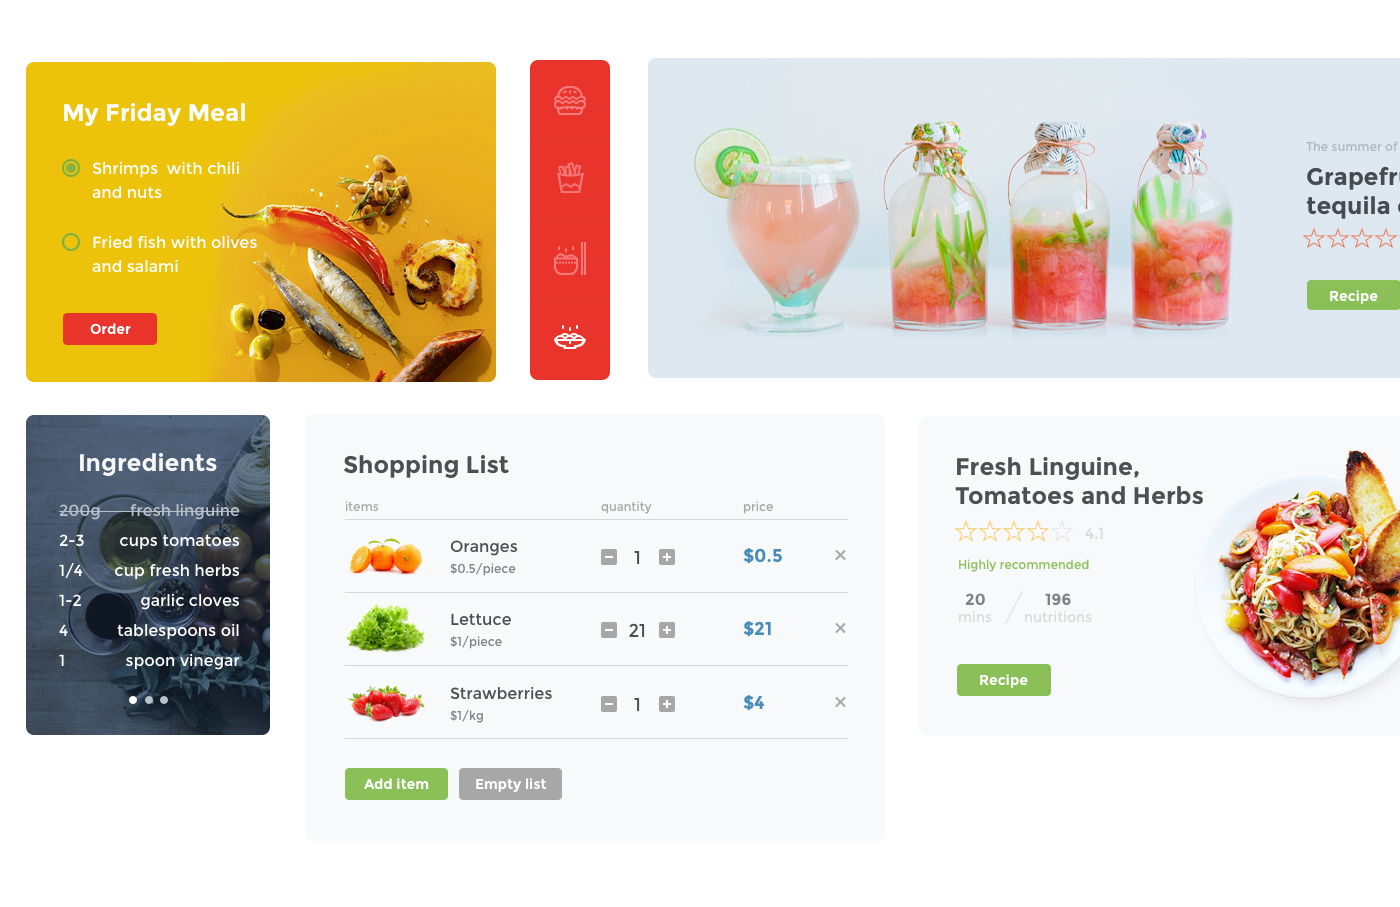 My Friday Meal
Shrimps with chili
and nuts
Fried fish with olives
and salami
Order
The summer of
tequila
Recipe
Ingredients
200g fresh linguine
2-3 cups tomatoes
1/4 cup fresh herbs
1-2 garlic cloves
4 tablespoons oil
1 spoon vinegar
Shopping List
items quantity price
Oranges
$0.5/piece
1
$0.5
Lettuce
$1/piece
21
$21
Strawberries
$1/kg
1
$4
Add item
Empty list
Fresh Linguine,
Tomatoes and Herbs
4.1
Highly recommended
20 196
mins nutritions
Recipe